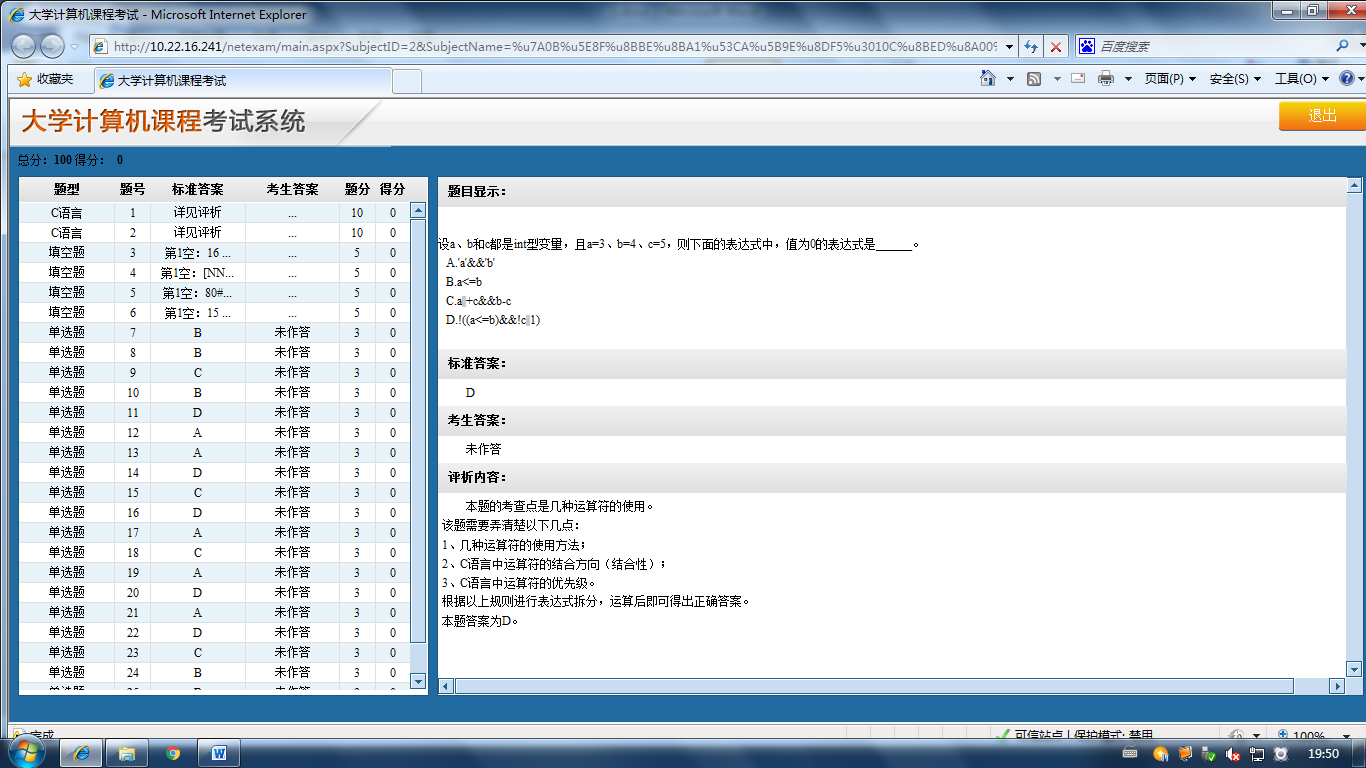 大学计算机课程考试 - Microsoft Internet Explorer
http://10.22.16.241/netexam/main.aspx?SubjectID=2&SubjectName=%u7A0B%u5E8F%u8BBE%u8BA1%u53CA%u5B9E%u8DF5%u3010C%u8BED%u8A009
百度搜索
收藏夹
大学计算机课程考试
页面(P)
安全(S)
工具(O)
大学计算机课程考试系统
退出
总分：100 得分： 0
题型 题号 标准答案 考生答案 题分 得分
C语言 1 详见评析 ... 10 0
C语言 2 详见评析 ... 10 0
填空题 3 第1空：16 ... ... 5 0
填空题 4 第1空：[NN... ... 5 0
填空题 5 第1空：80#... ... 5 0
填空题 6 第1空：15 ... ... 5 0
单选题 7 B 未作答 3 0
单选题 8 B 未作答 3 0
单选题 9 C 未作答 3 0
单选题 10 B 未作答 3 0
单选题 11 D 未作答 3 0
单选题 12 A 未作答 3 0
单选题 13 A 未作答 3 0
单选题 14 D 未作答 3 0
单选题 15 C 未作答 3 0
单选题 16 D 未作答 3 0
单选题 17 A 未作答 3 0
单选题 18 C 未作答 3 0
单选题 19 A 未作答 3 0
单选题 20 D 未作答 3 0
单选题 21 A 未作答 3 0
单选题 22 D 未作答 3 0
单选题 23 C 未作答 3 0
单选题 24 B 未作答 3 0
题目显示：
设a、b和c都是int型变量，且a=3、b=4、c=5，则下面的表达式中，值为0的表达式是______。
A.'a'&&'b'
B.a<=b
C.a||+c&&b-c
D.!((a<=b)&&!c||1)
标准答案：
D
考生答案：
未作答
评析内容：
本题的考查点是几种运算符的使用。
该题需要弄清楚以下几点：
1、几种运算符的使用方法；
2、C语言中运算符的结合方向（结合性）；
3、C语言中运算符的优先级。
根据以上规则进行表达式拆分，运算后即可得出正确答案。
本题答案为D。
完成
可信站点 | 保护模式: 禁用
100%
19:50